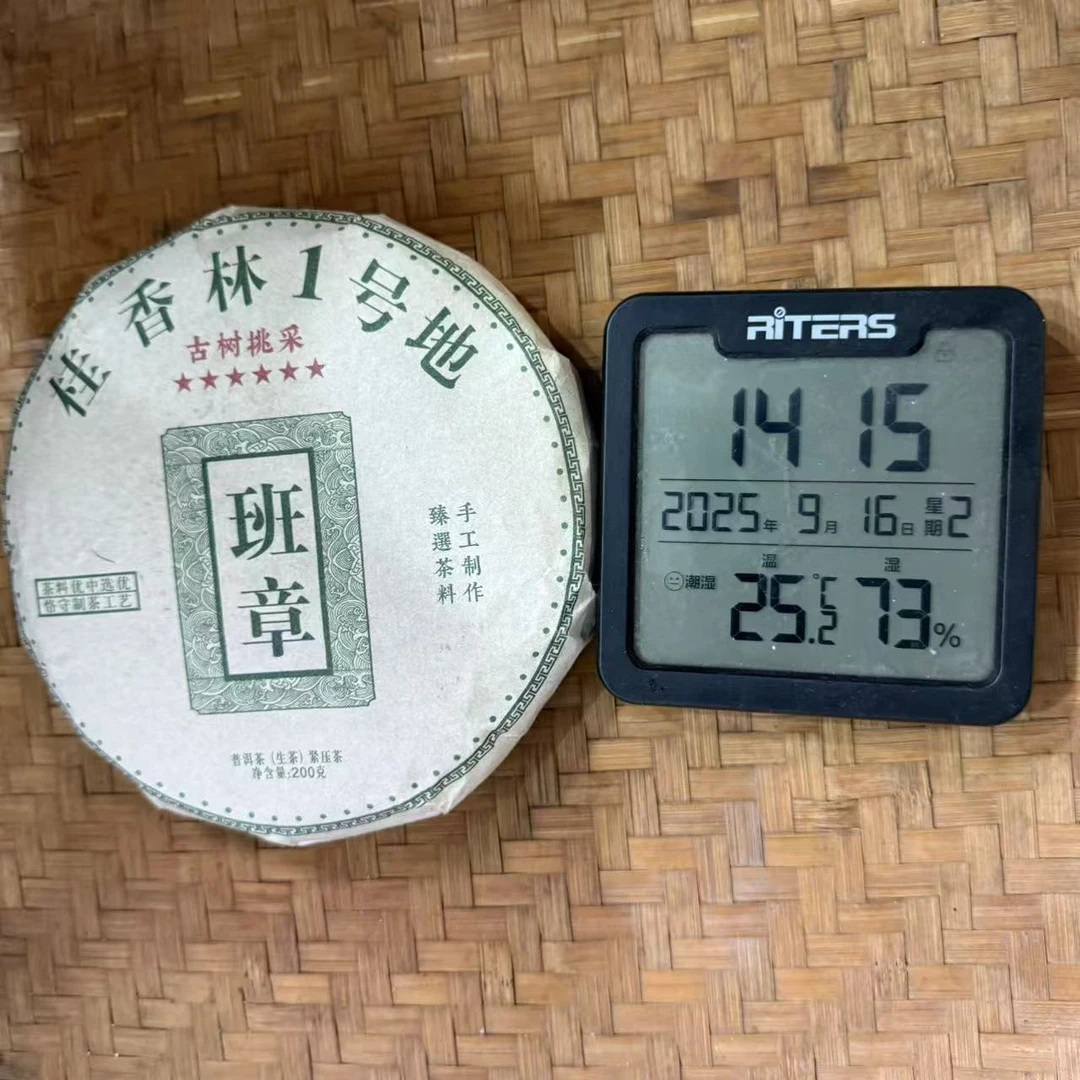 桂香林1号地
古树挑采
★★★★★★
班章
手工制作
臻選茶料
茶料优中选优
恪守制茶工艺
普洱茶（生茶）紧压茶
净含量:200克
RITERS
14 15
2025年 9月 16日 星期2
温 湿
潮湿 25.2℃ 73%